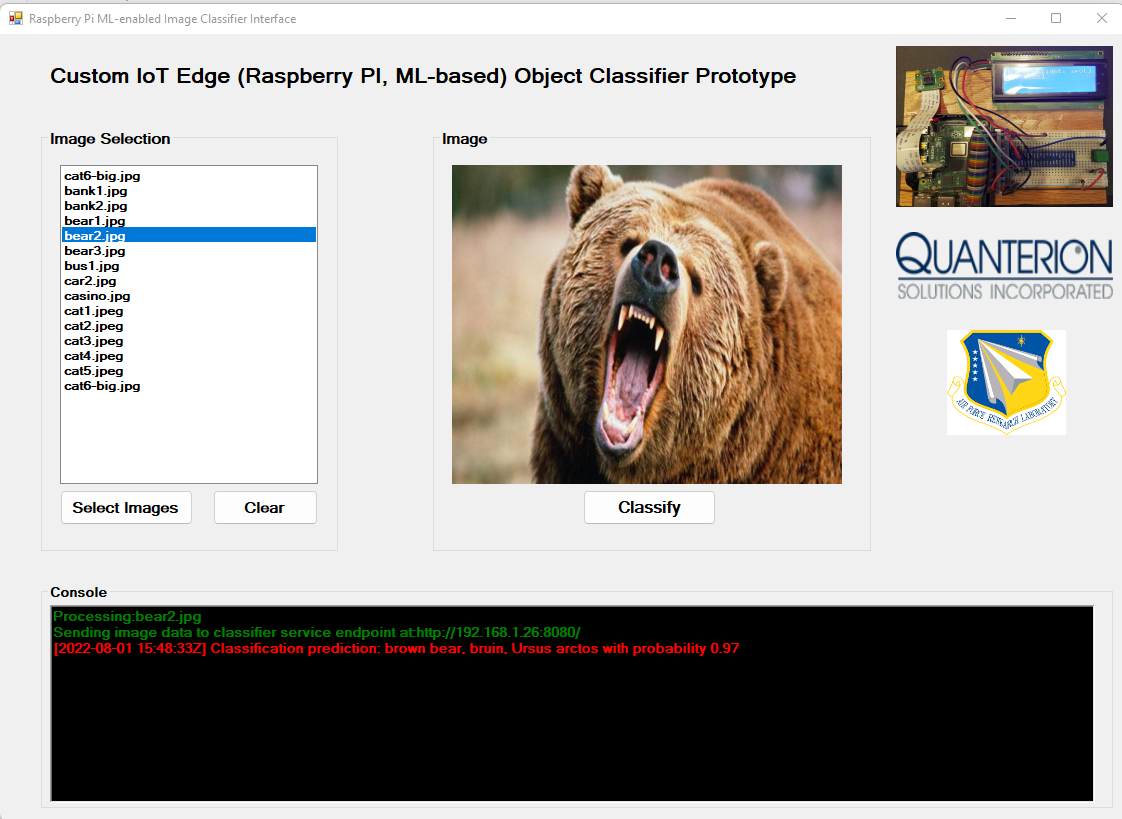 Raspberry Pi ML-enabled Image Classifier Interface
Custom IoT Edge (Raspberry PI, ML-based) Object Classifier Prototype
Image Selection
cat6-big.jpg
bank1.jpg
bank2.jpg
bear1.jpg
bear2.jpg
bear3.jpg
bus1.jpg
car2.jpg
casino.jpg
cat1.jpeg
cat2.jpeg
cat3.jpeg
cat4.jpeg
cat5.jpeg
cat6-big.jpg
Select Images
Clear
Image
Classify
QUANTERION
SOLUTIONS INCORPORATED
AIR FORCE RESEARCH LABORATORY
Console
Processing:bear2.jpg
Sending image data to classifier service endpoint at:http://192.168.1.26:8080/
[2022-08-01 15:48:33Z] Classification prediction: brown bear, bruin, Ursus arctos with probability 0.97